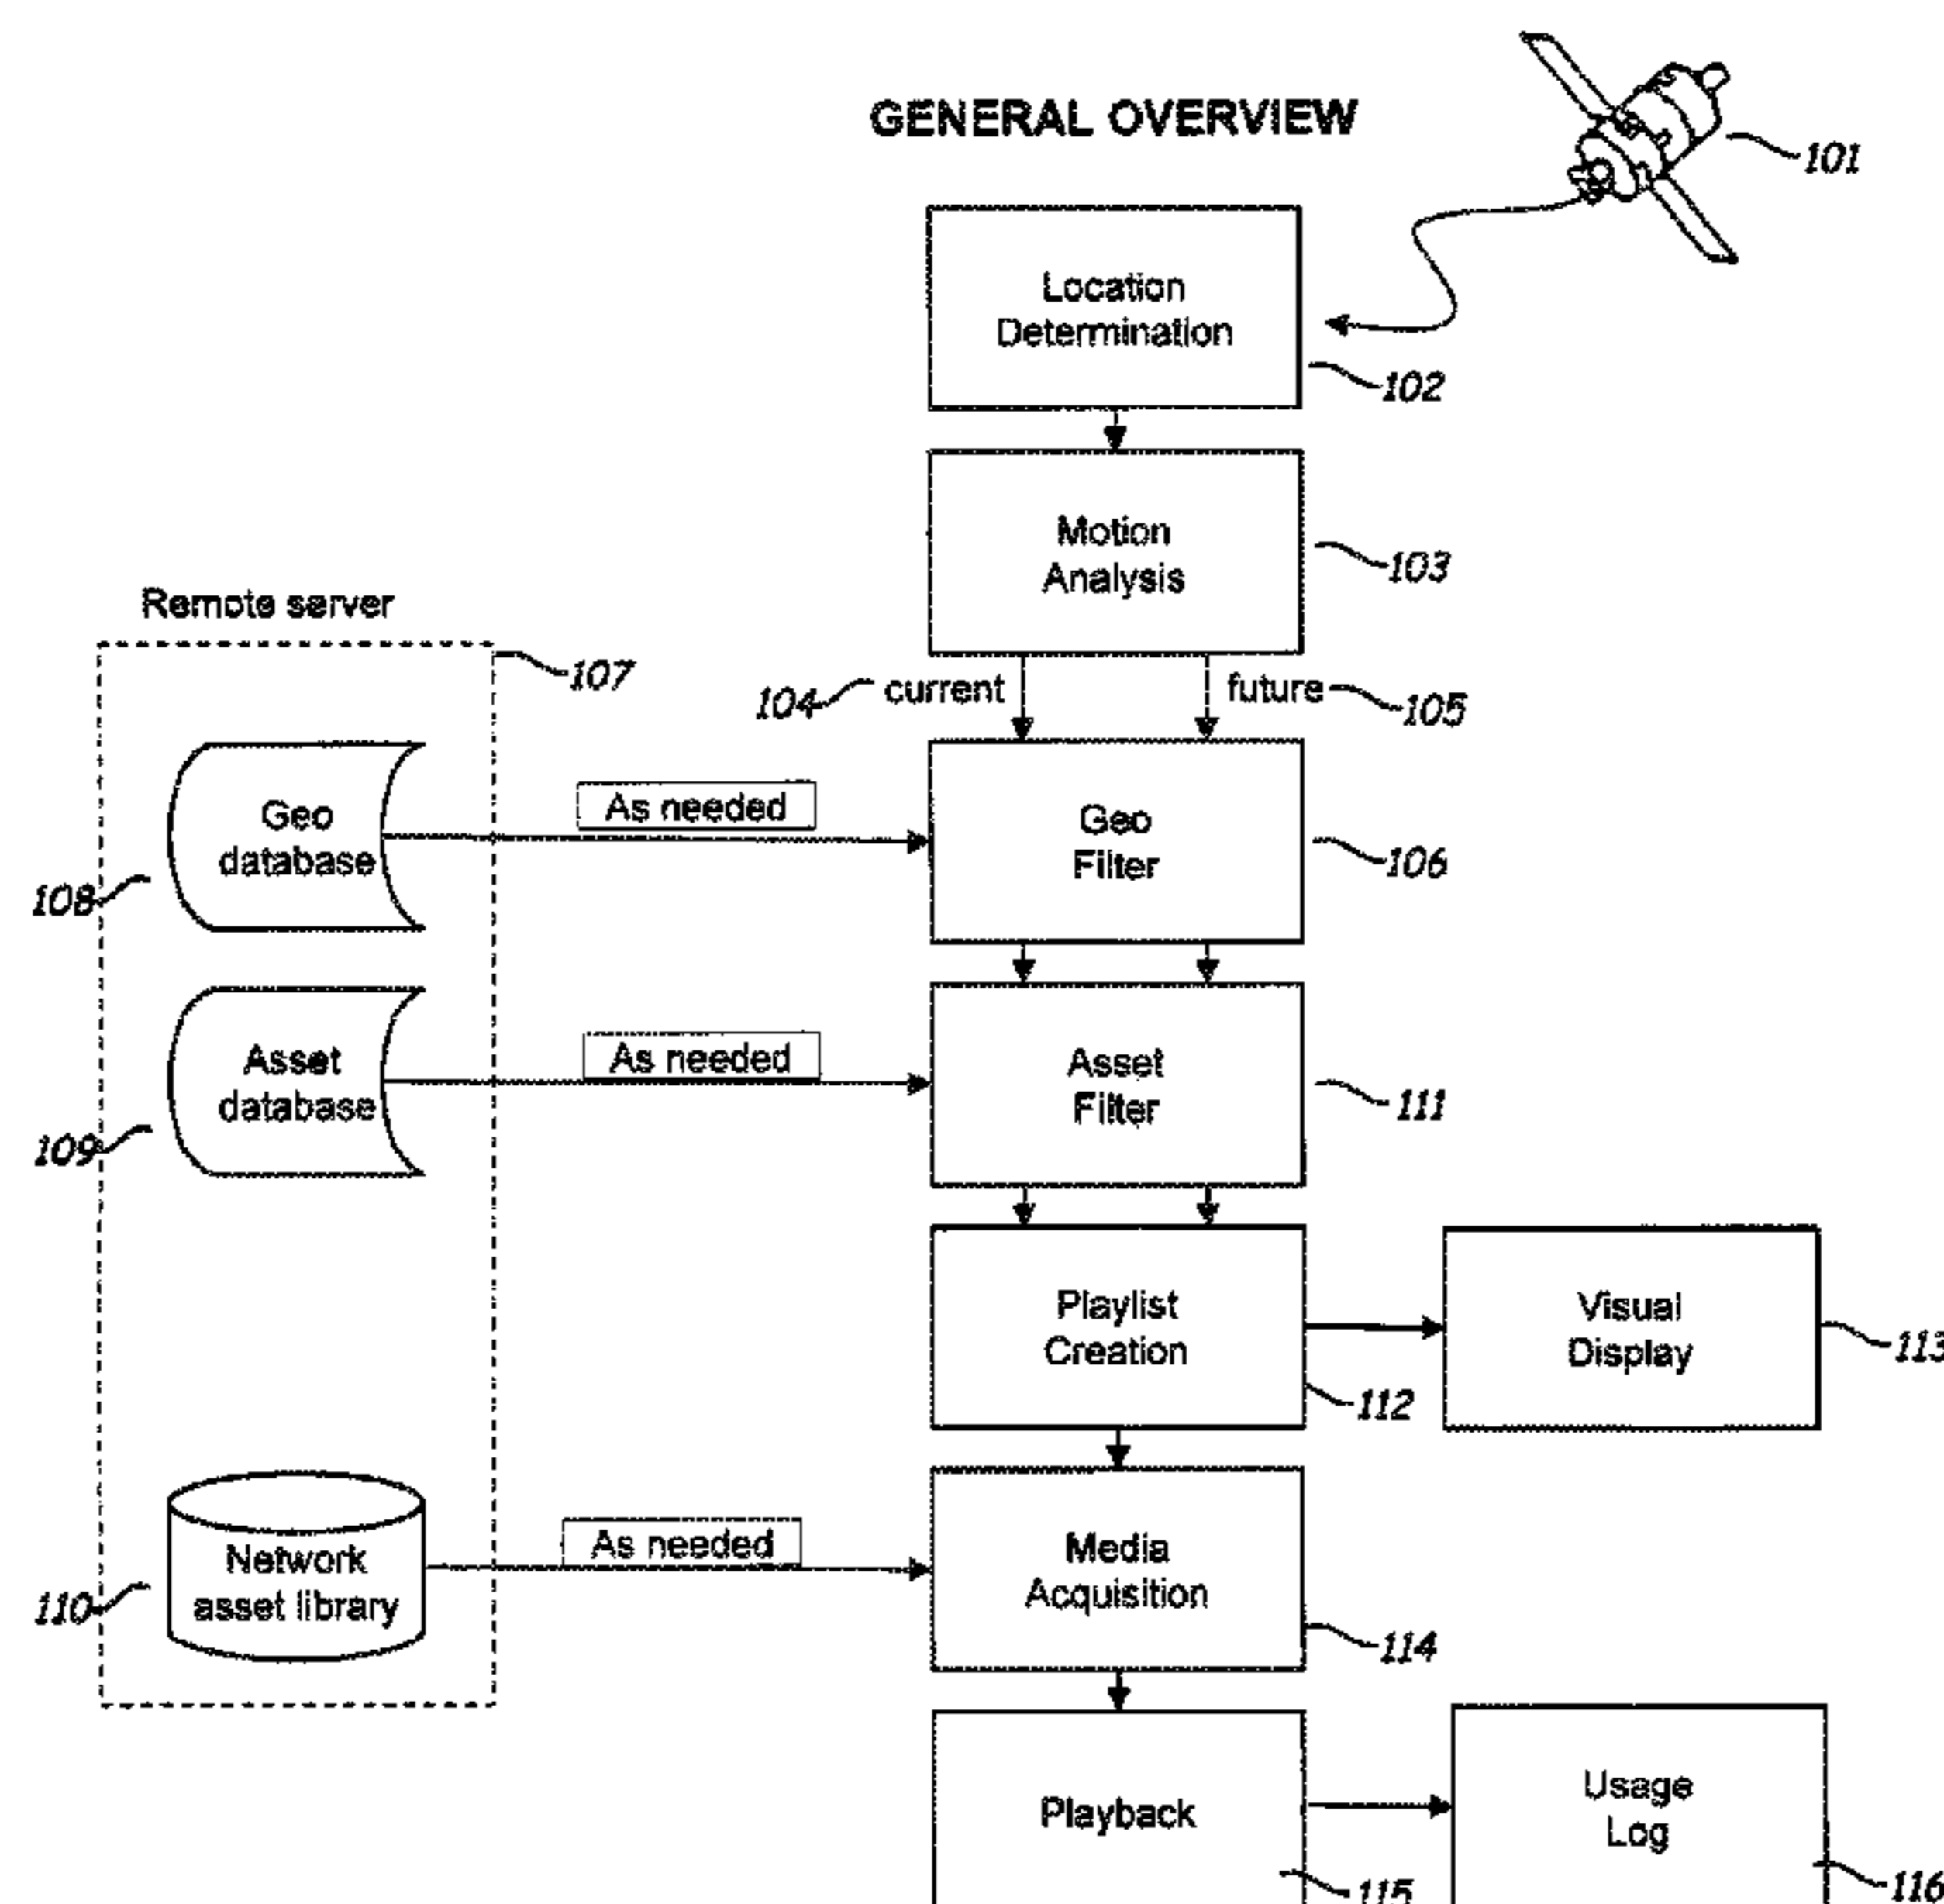 GENERAL OVERVIEW
101
Location
Determination
102
Motion
Analysis
103
Remote server
107
104
current
future
105
Geo
database
108
As needed
Geo
Filter
106
Asset
database
109
As needed
Asset
Filter
111
Playlist
Creation
112
Visual
Display
113
Network
asset library
110
As needed
Media
Acquisition
114
Playback
115
Usage
Log
116